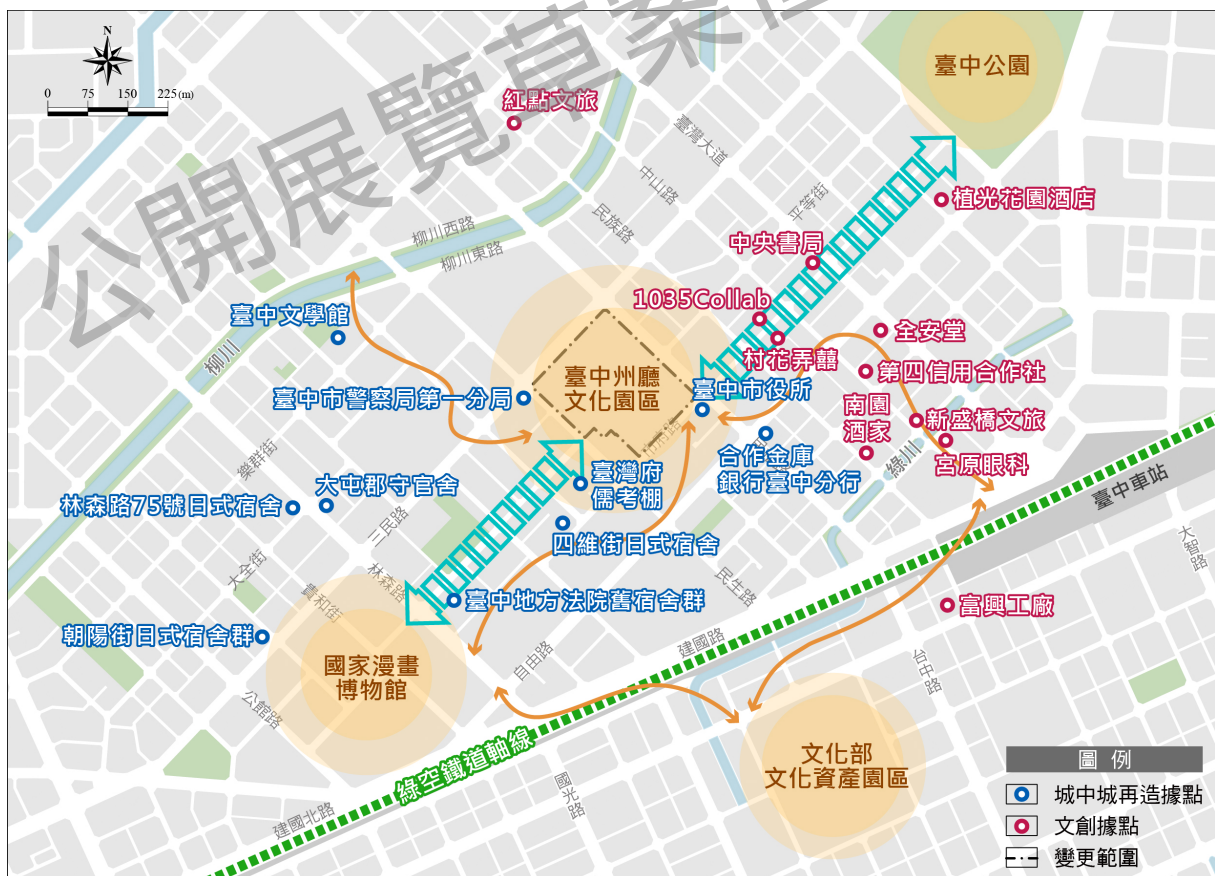 公開展覽草案
N
0 75 150 225(m)
臺中公園
紅點文旅
臺灣大道
中山路
平等街
民族路
植光花園酒店
柳川西路
柳川東路
中央書局
1035Collab
臺中文學館
全安堂
村花弄囍
柳川
臺中州廳
文化園區
第四信用合作社
臺中市役所
臺中市警察局第一分局
南園
酒家
新盛橋文旅
市府路
樂群街
合作金庫
銀行臺中分行
綠川
宮原眼科
臺灣府
儒考棚
大屯郡守官舍
林森路75號日式宿舍
臺中車站
三民路
四維街日式宿舍
大智路
大全街
林森路
民生路
貴和街
臺中地方法院舊宿舍群
富興工廠
朝陽街日式宿舍群
建國路
自由路
國家漫畫
博物館
台中路
公館路
綠空鐵道軸線
文化部
文化資產園區
國光路
建國北路
圖 例
城中城再造據點
文創據點
變更範圍